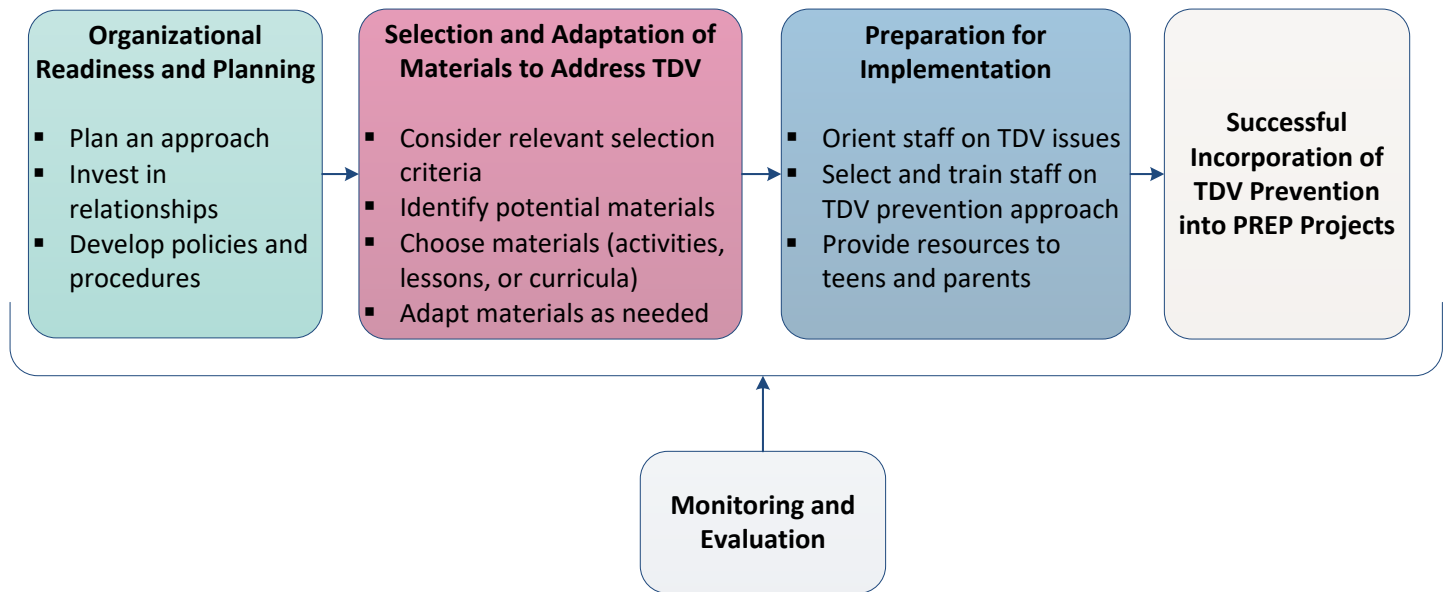 Organizational
Readiness and Planning
▪ Plan an approach
▪ Invest in
relationships
▪ Develop policies and
procedures
Selection and Adaptation of
Materials to Address TDV
▪ Consider relevant selection
criteria
▪ Identify potential materials
▪ Choose materials (activities,
lessons, or curricula)
▪ Adapt materials as needed
Preparation for
Implementation
▪ Orient staff on TDV issues
▪ Select and train staff on
TDV prevention approach
▪ Provide resources to
teens and parents
Successful
Incorporation of
TDV Prevention
into PREP Projects
Monitoring and
Evaluation